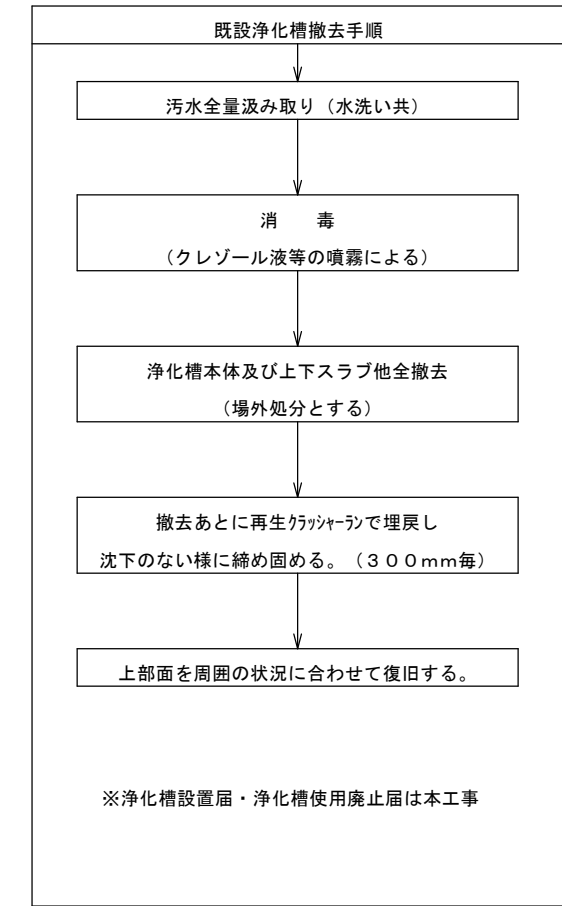 既設浄化槽撤去手順
汚水全量汲み取り（水洗い共）
消　　毒
（クレゾール液等の噴霧による）
浄化槽本体及び上下スラブ他全撤去
（場外処分とする）
撤去あとに再生ｸﾗｯｼｬｰﾗﾝで埋戻し
沈下のない様に締め固める。（３００ｍｍ毎）
上部面を周囲の状況に合わせて復旧する。
※浄化槽設置届・浄化槽使用廃止届は本工事